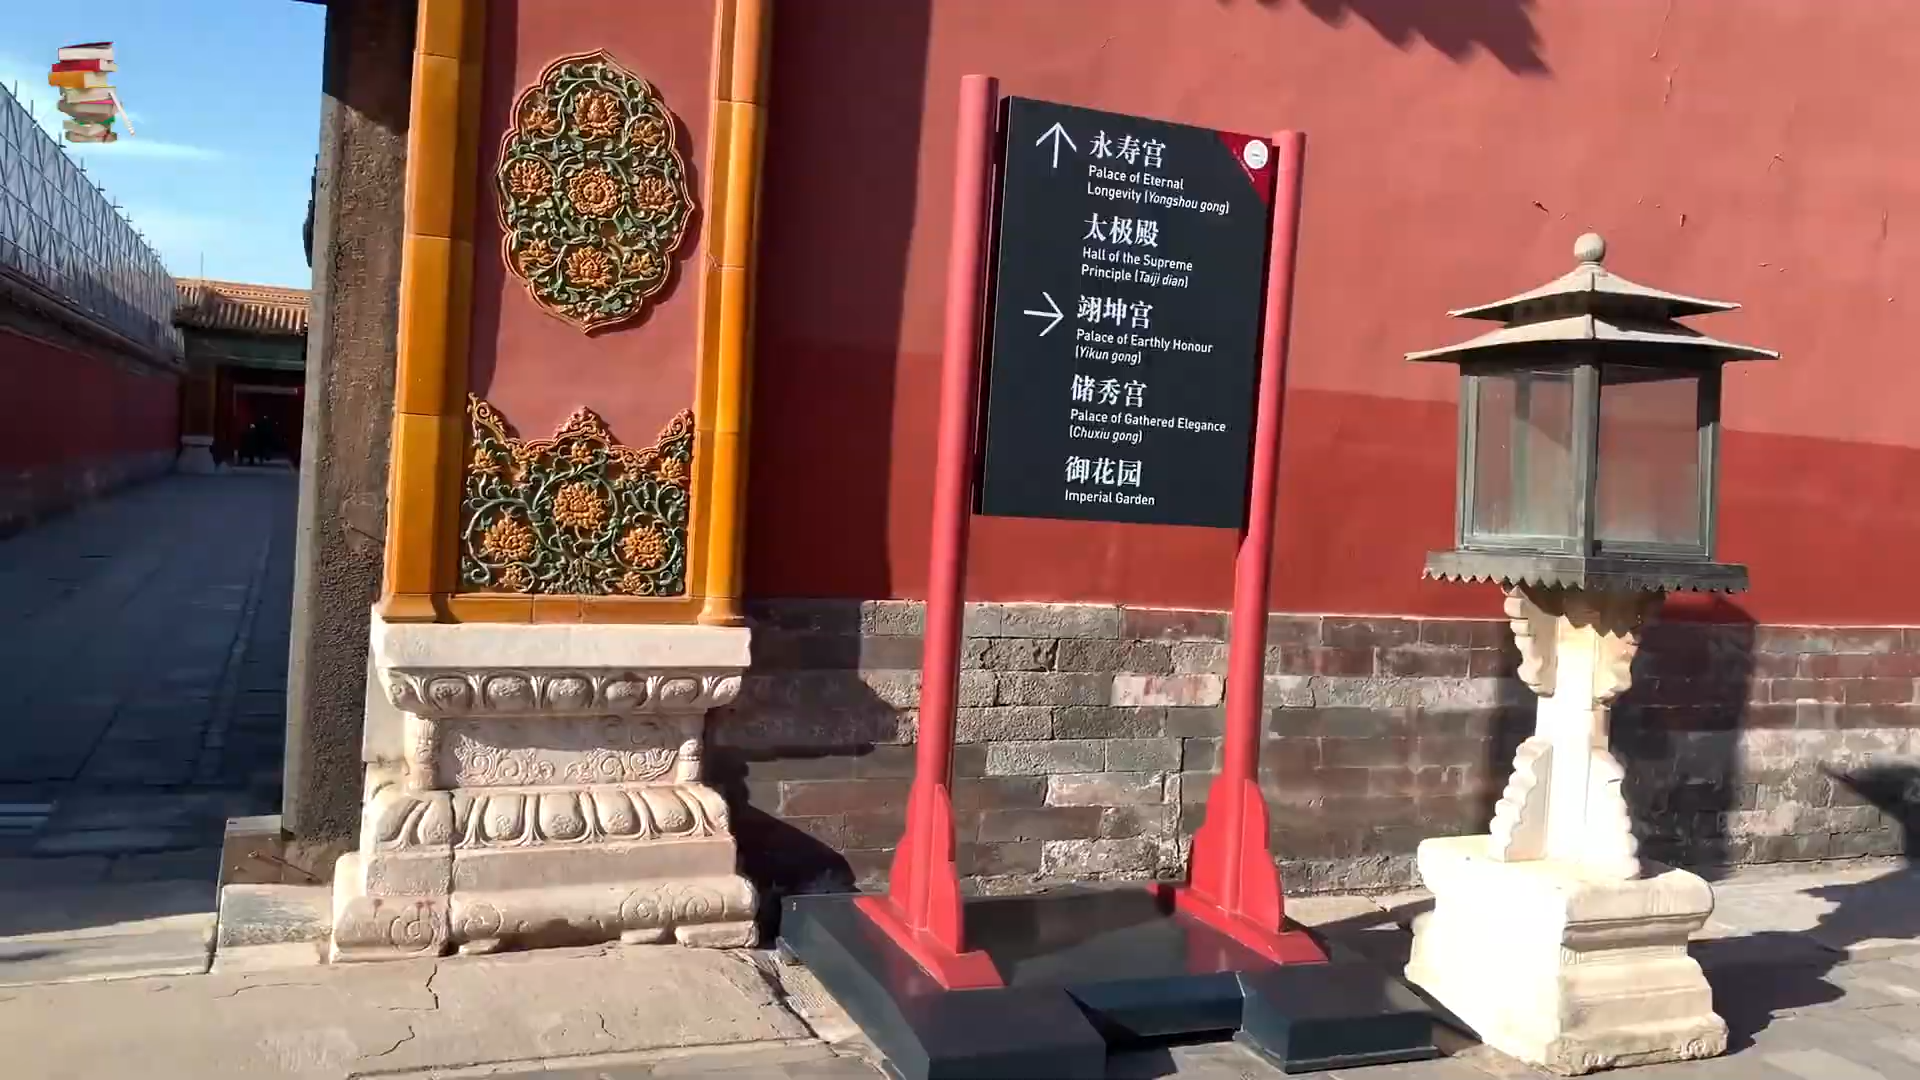 永寿宫
Palace of Eternal
Longevity (Yongshou gong)
太极殿
Hall of the Supreme
Principle (Taiji dian)
翊坤宫
Palace of Earthly Honour
(Yikun gong)
储秀宫
Palace of Gathered Elegance
(Chuxiu gong)
御花园
Imperial Garden